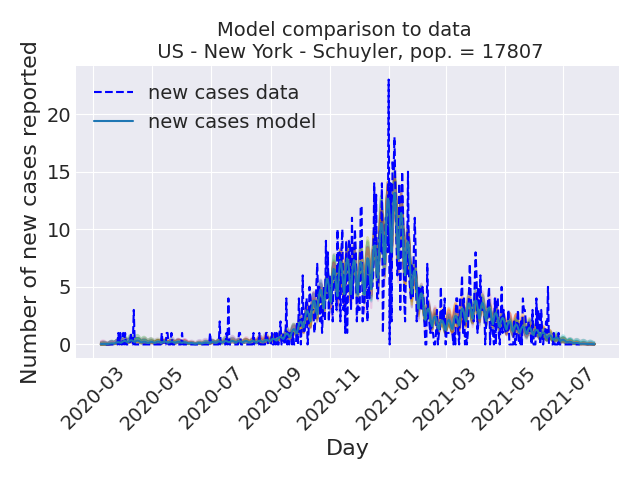 Model comparison to data
US - New York - Schuyler, pop. = 17807
Number of new cases reported
new cases data
new cases model
20
15
10
5
0
2020-03
2020-05
2020-07
2020-09
2020-11
2021-01
2021-03
2021-05
2021-07
Day